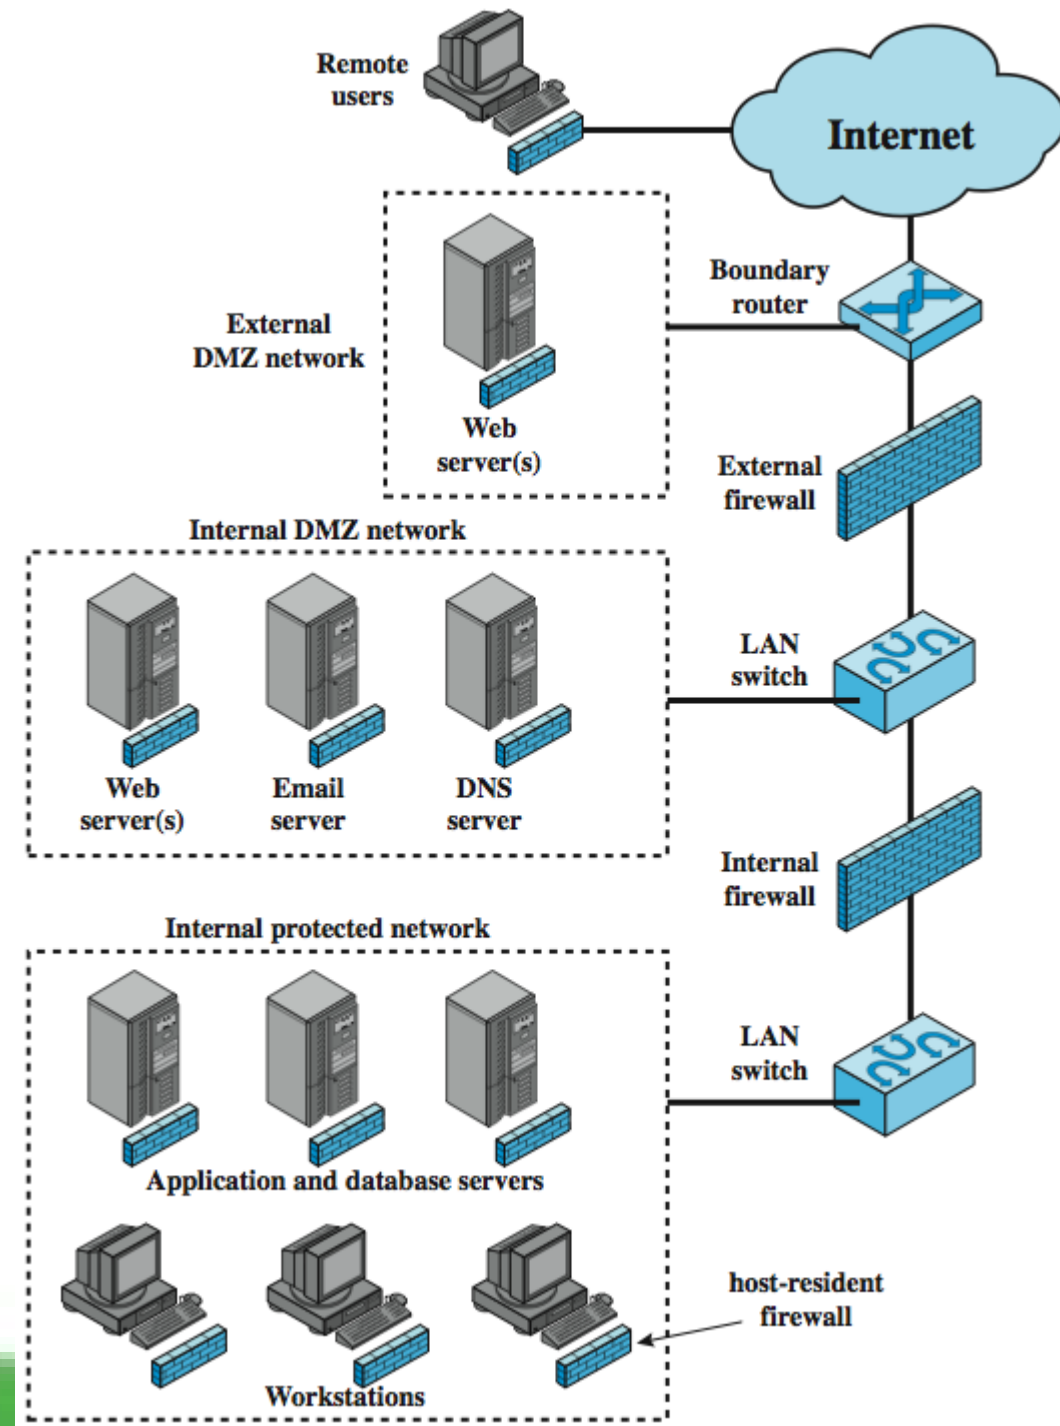 Remote
users
Internet
Boundary
router
External
DMZ network
Web
server(s)
External
firewall
Internal DMZ network
LAN
switch
Web
server(s)
Email
server
DNS
server
Internal
firewall
Internal protected network
LAN
switch
Application and database servers
host-resident
firewall
Workstations